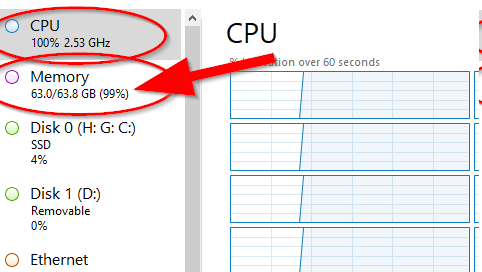 CPU
100% 2.53 GHz
Memory
63.0/63.8 GB (99%)
Disk 0 (H: G: C:)
SSD
4%
Disk 1 (D:)
Removable
0%
Ethernet
CPU
% over 60 seconds